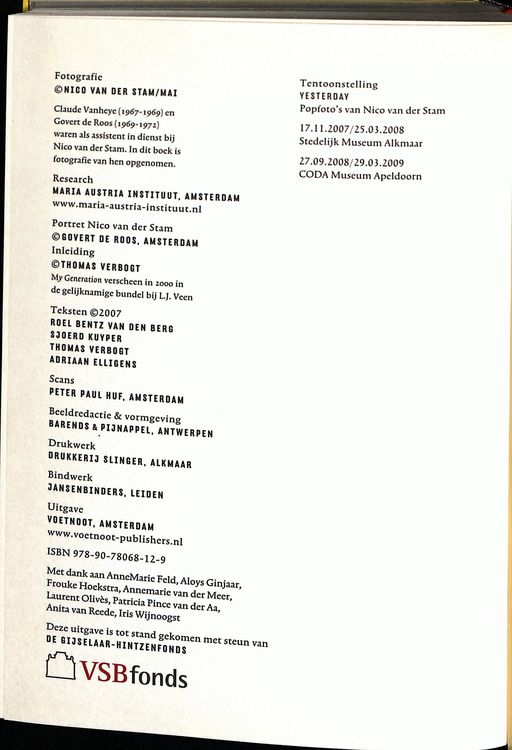 Fotografie
©NICO VAN DER STAM/MAI
Claude Vanheye (1967-1969) en
Govert de Roos (1969-1972)
waren als assistent in dienst bij
Nico van der Stam. In dit boek is
fotografie van hen opgenomen.
Research
MARIA AUSTRIA INSTITUUT, AMSTERDAM
www.maria-austria-instituut.nl
Portret Nico van der Stam
©GOVERT DE ROOS, AMSTERDAM
Inleiding
©THOMAS VERBOGT
My Generation verscheen in 2000 in
de gelijknamige bundel bij L.J. Veen
Teksten ©2007
ROEL BENTZ VAN DEN BERG
SJOERD KUYPER
THOMAS VERBOGT
ADRIAAN ELLIGENS
Scans
PETER PAUL HUF, AMSTERDAM
Beeldredactie & vormgeving
BARENDS & PIJNAPPEL, ANTWERPEN
Drukwerk
DRUKKERIJ SLINGER, ALKMAAR
Bindwerk
JANSENBINDERS, LEIDEN
Uitgave
VOETNOOT, AMSTERDAM
www.voetnoot-publishers.nl
ISBN 978-90-78068-12-9
Met dank aan AnneMarie Feld, Aloys Ginjaar,
Frouke Hoekstra, Annemarie van der Meer,
Laurent Olivès, Patricia Pince van der Aa,
Anita van Reede, Iris Wijnoogst
Deze uitgave is tot stand gekomen met steun van
DE GIJSELAAR-HINTZENFONDS
VSBfonds
Tentoonstelling
YESTERDAY
Popfoto's van Nico van der Stam
17.11.2007/25.03.2008
Stedelijk Museum Alkmaar
27.09.2008/29.03.2009
CODA Museum Apeldoorn